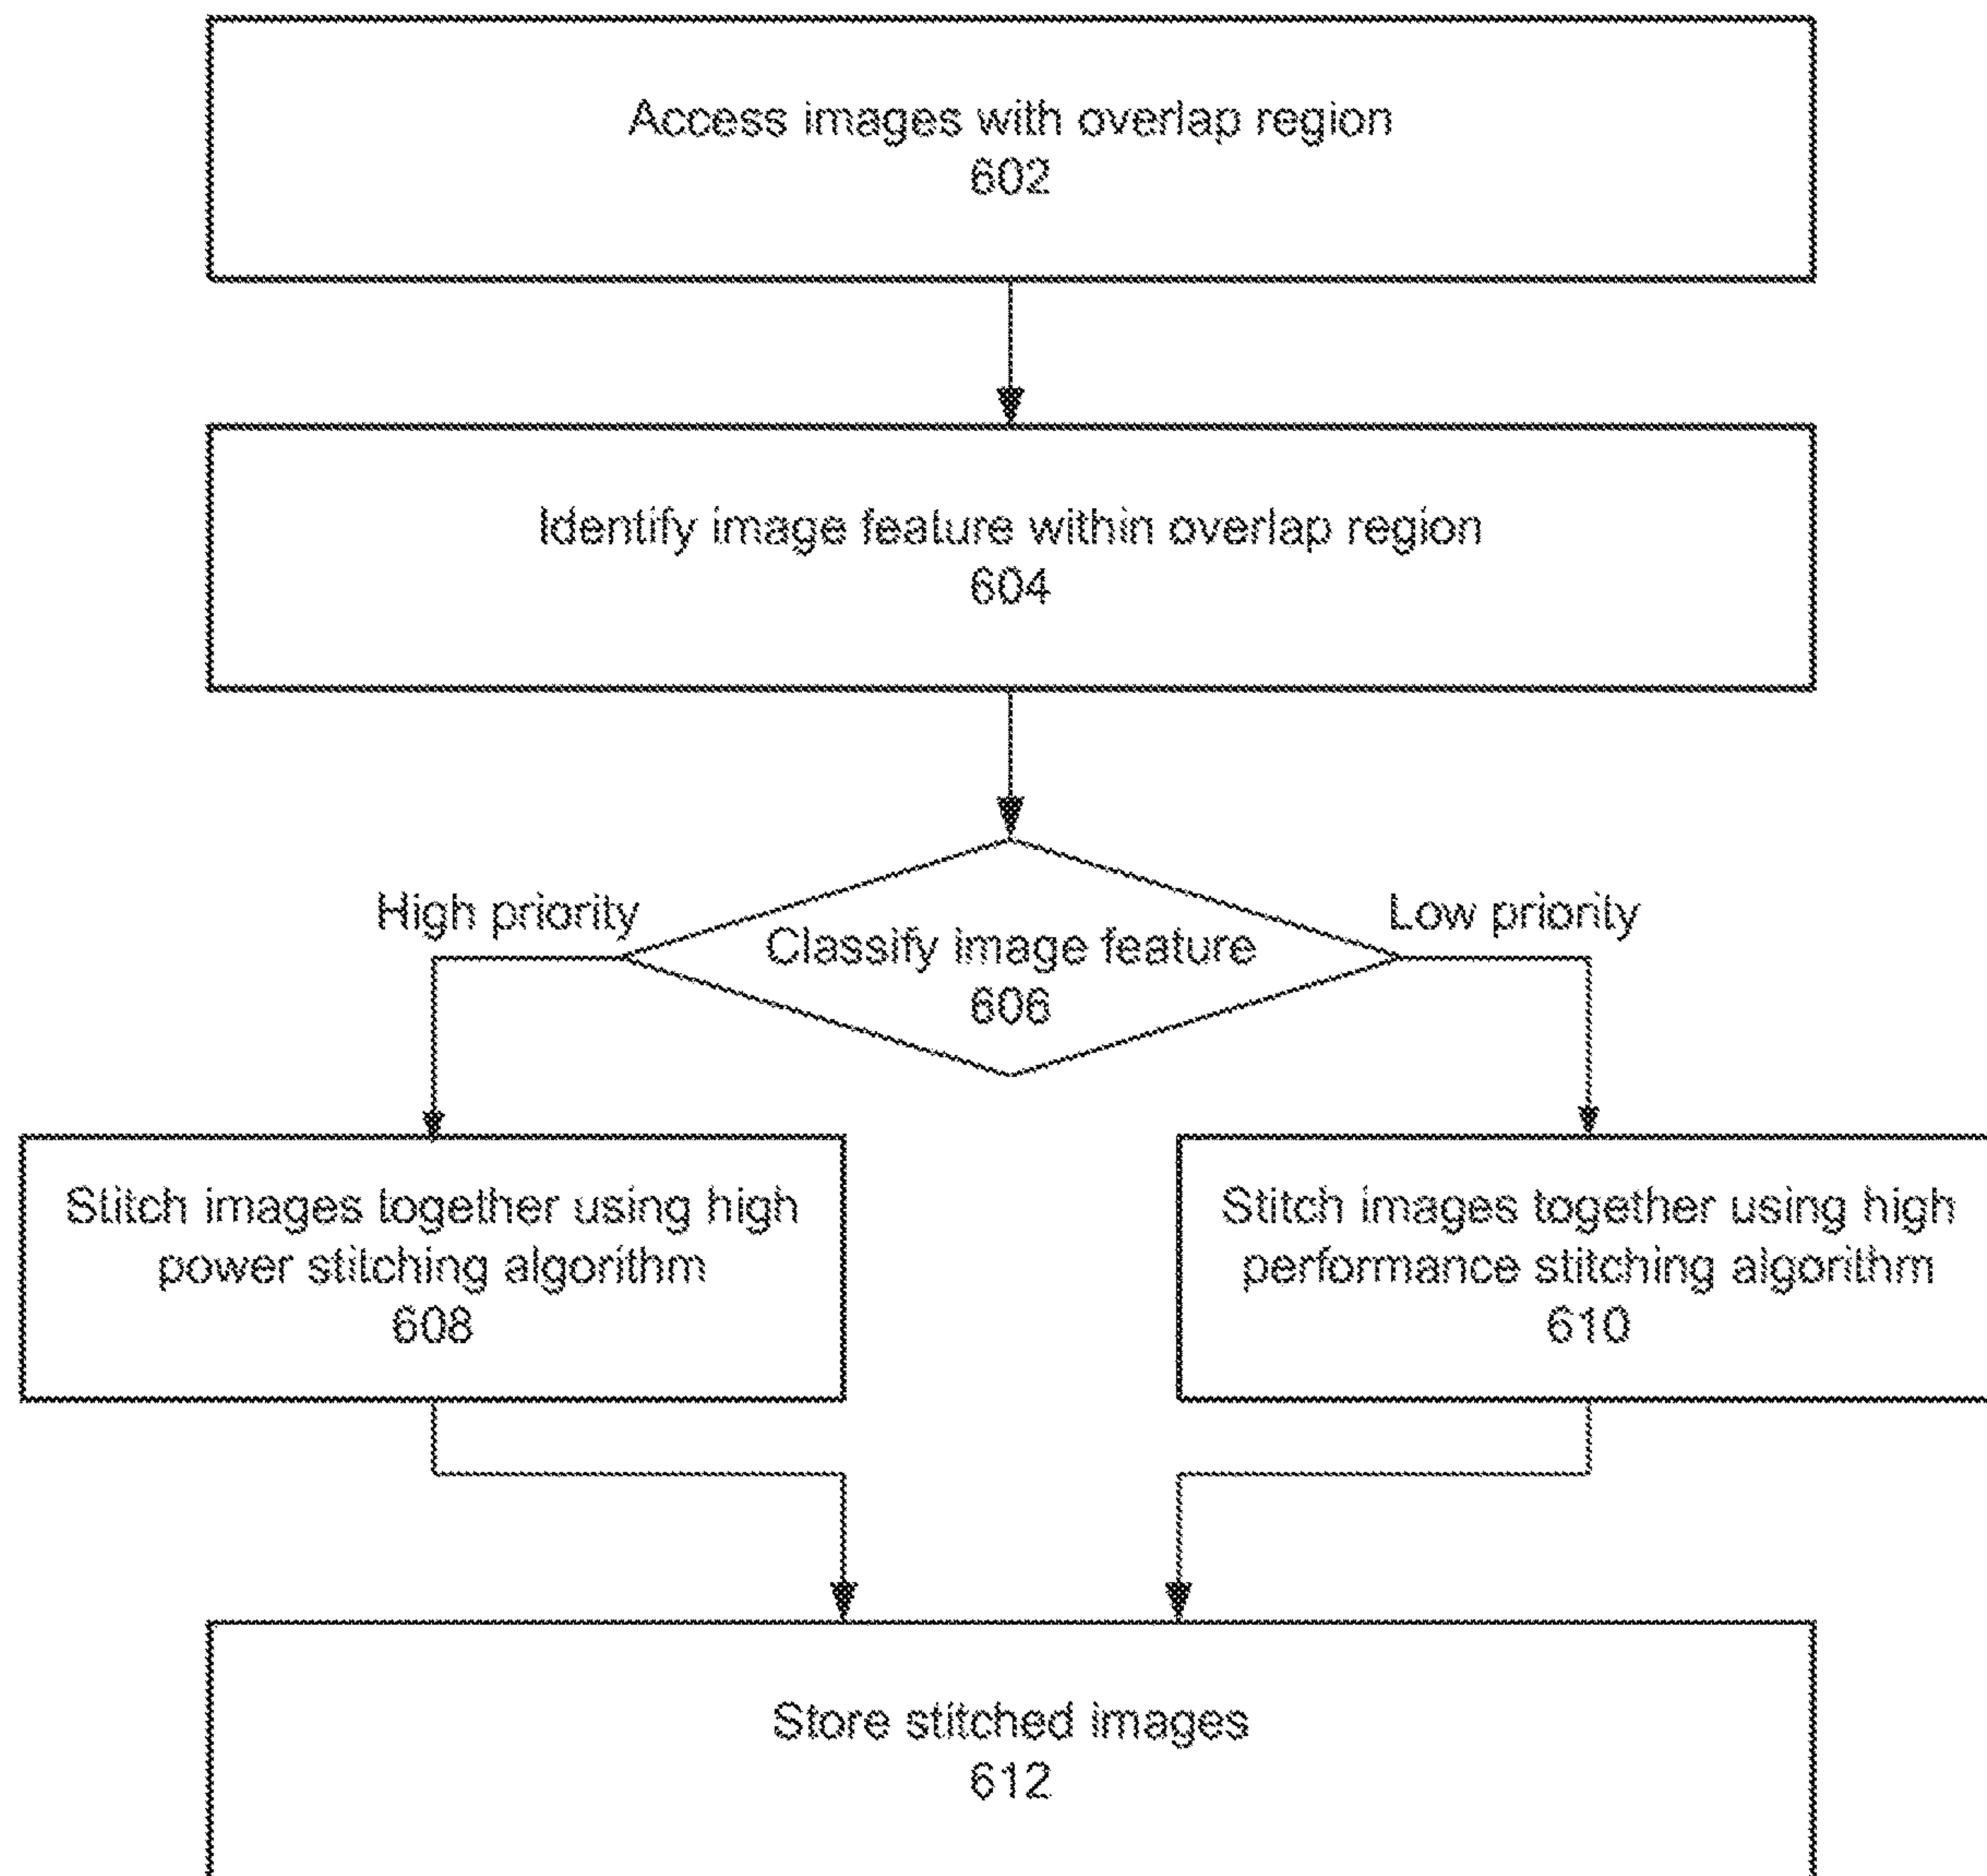 Access images with overlap region
602
Identify image feature within overlap region
604
High priority
Low priority
Classify image feature
606
Stitch images together using high
power stitching algorithm
608
Stitch images together using high
performance stitching algorithm
610
Store stitched images
612